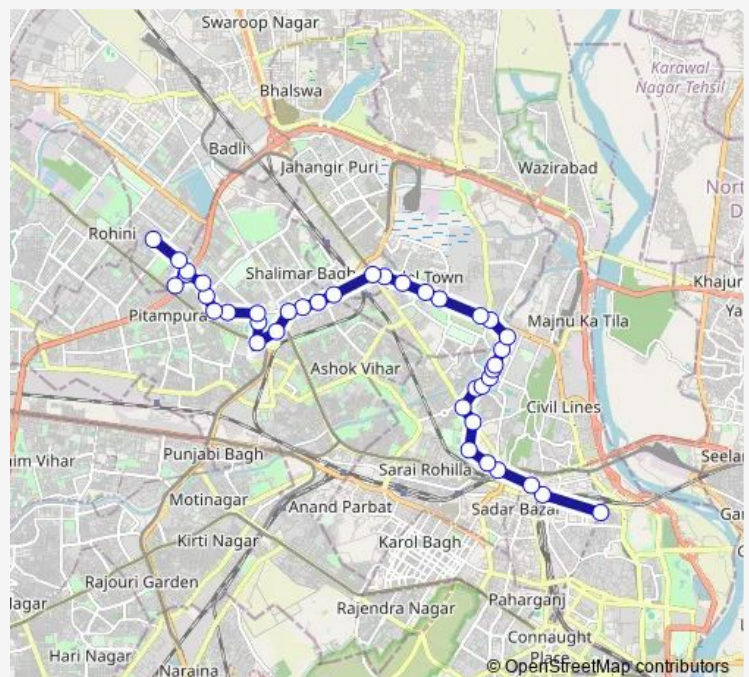 Swaroop Nagar
Karawal
Nagar Tehsil
Bhalswa
Badli
Jahangir Puri
Wazirabad
Rohini
Shalimar Bagh
Town
Khajur
Pitampura
Majnu Ka Tila
Ashok Vihar
Civil Lines
Punjabi Bagh
Sarai Rohilla
Motinagar
Anand Parbat
Sadar Bazar
Kirti Nagar
Karol Bagh
Rajouri Garden
Rajendra Nagar
Paharganj
Connaught
Place
Hari Nagar
Naraina
© OpenStreetMap contributors